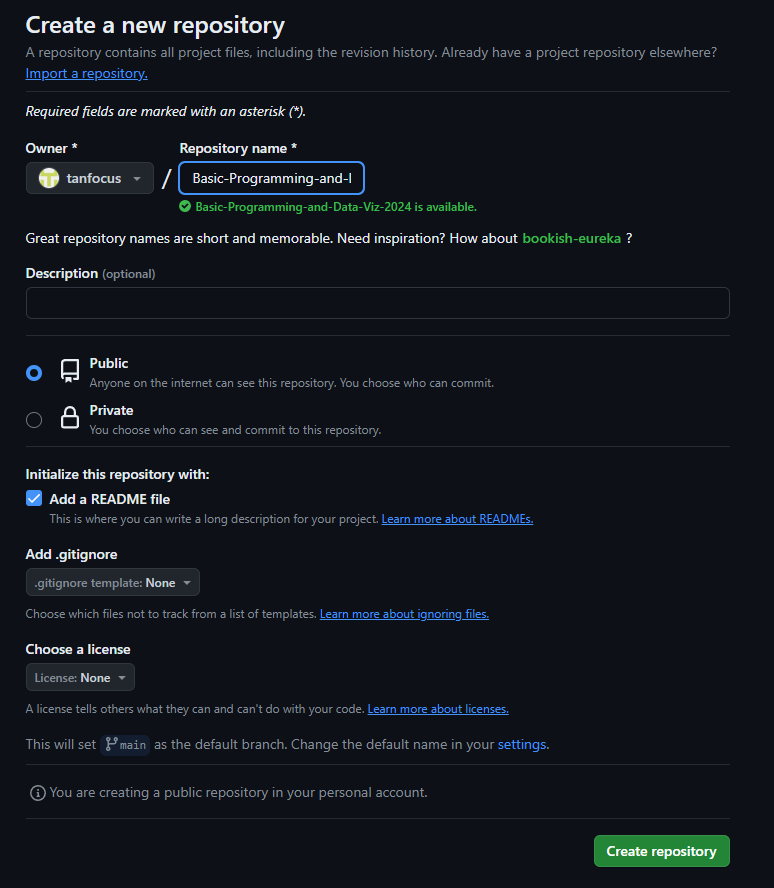 Create a new repository
A repository contains all project files, including the revision history. Already have a project repository elsewhere?
Import a repository.
Required fields are marked with an asterisk (*).
Owner * Repository name *
tanfocus / Basic-Programming-and-I
Basic-Programming-and-Data-Viz-2024 is available.
Great repository names are short and memorable. Need inspiration? How about bookish-eureka ?
Description (optional)
Public
Anyone on the internet can see this repository. You choose who can commit.
Private
You choose who can see and commit to this repository.
Initialize this repository with:
Add a README file
This is where you can write a long description for your project. Learn more about READMEs.
Add .gitignore
.gitignore template: None
Choose which files not to track from a list of templates. Learn more about ignoring files.
Choose a license
License: None
A license tells others what they can and can't do with your code. Learn more about licenses.
This will set main as the default branch. Change the default name in your settings.
You are creating a public repository in your personal account.
Create repository